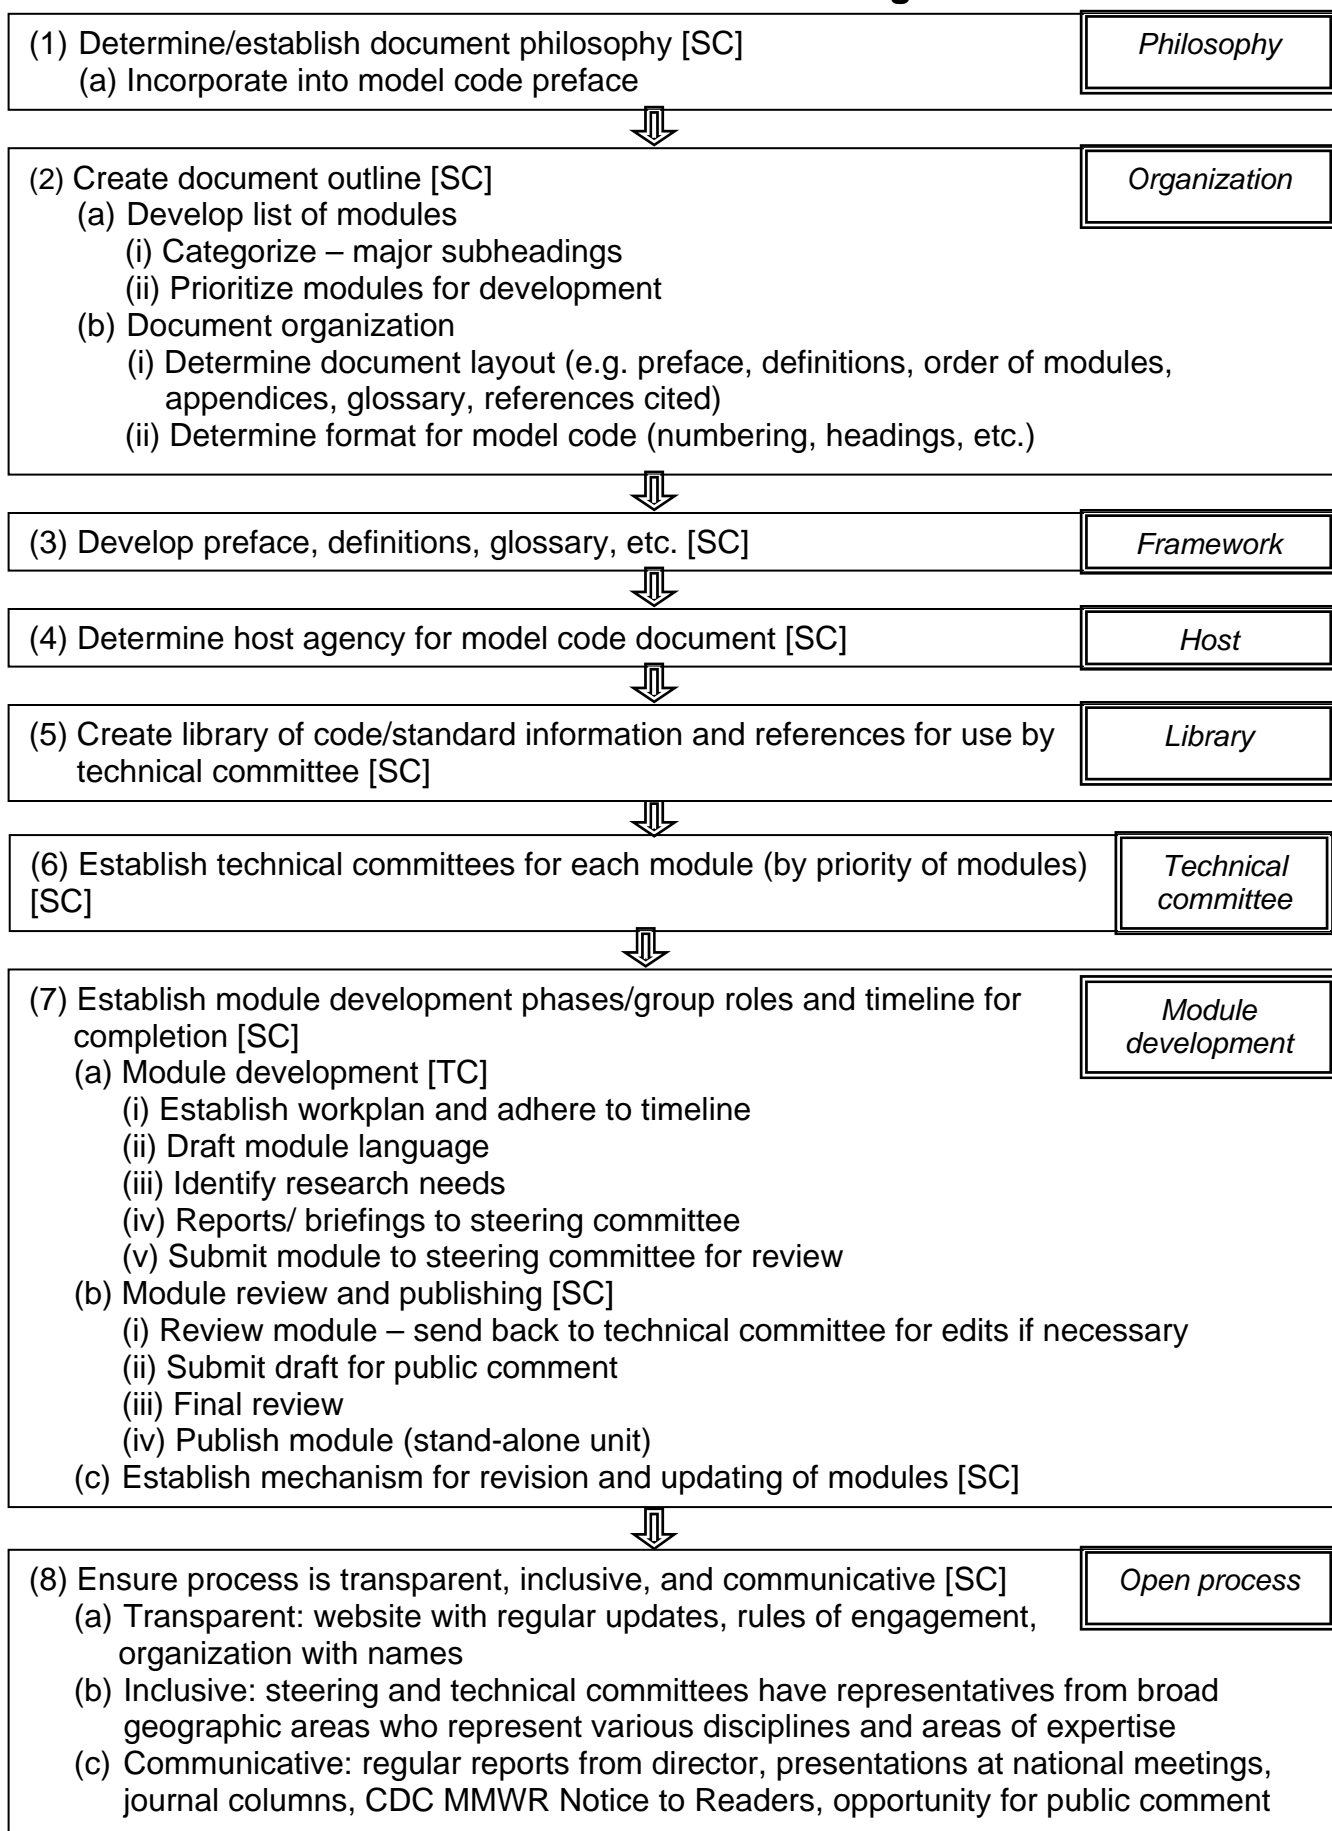 (1) Determine/establish document philosophy [SC]
Philosophy
(a) Incorporate into model code preface
(2) Create document outline [SC]
Organization
(a) Develop list of modules
(i) Categorize – major subheadings
(ii) Prioritize modules for development
(b) Document organization
(i) Determine document layout (e.g. preface, definitions, order of modules,
appendices, glossary, references cited)
(ii) Determine format for model code (numbering, headings, etc.)
(3) Develop preface, definitions, glossary, etc. [SC]
Framework
(4) Determine host agency for model code document [SC]
Host
(5) Create library of code/standard information and references for use by
technical committee [SC]
Library
(6) Establish technical committees for each module (by priority of modules)
[SC]
Technical
committee
(7) Establish module development phases/group roles and timeline for
completion [SC]
Module
development
(a) Module development [TC]
(i) Establish workplan and adhere to timeline
(ii) Draft module language
(iii) Identify research needs
(iv) Reports/ briefings to steering committee
(v) Submit module to steering committee for review
(b) Module review and publishing [SC]
(i) Review module – send back to technical committee for edits if necessary
(ii) Submit draft for public comment
(iii) Final review
(iv) Publish module (stand-alone unit)
(c) Establish mechanism for revision and updating of modules [SC]
(8) Ensure process is transparent, inclusive, and communicative [SC]
Open process
(a) Transparent: website with regular updates, rules of engagement,
organization with names
(b) Inclusive: steering and technical committees have representatives from broad
geographic areas who represent various disciplines and areas of expertise
(c) Communicative: regular reports from director, presentations at national meetings,
journal columns, CDC MMWR Notice to Readers, opportunity for public comment